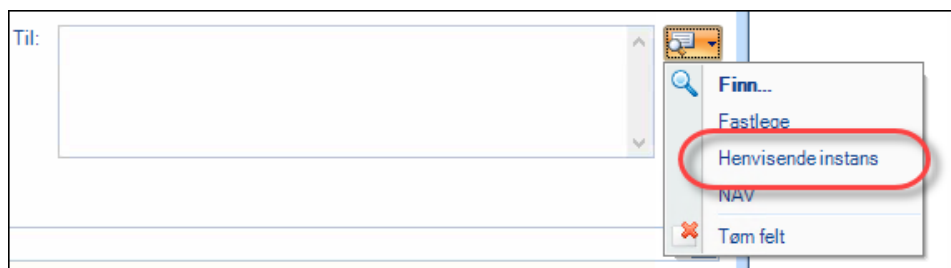 Til:
Finn...
Fastlege
Henvisende instans
NAV
Tøm felt